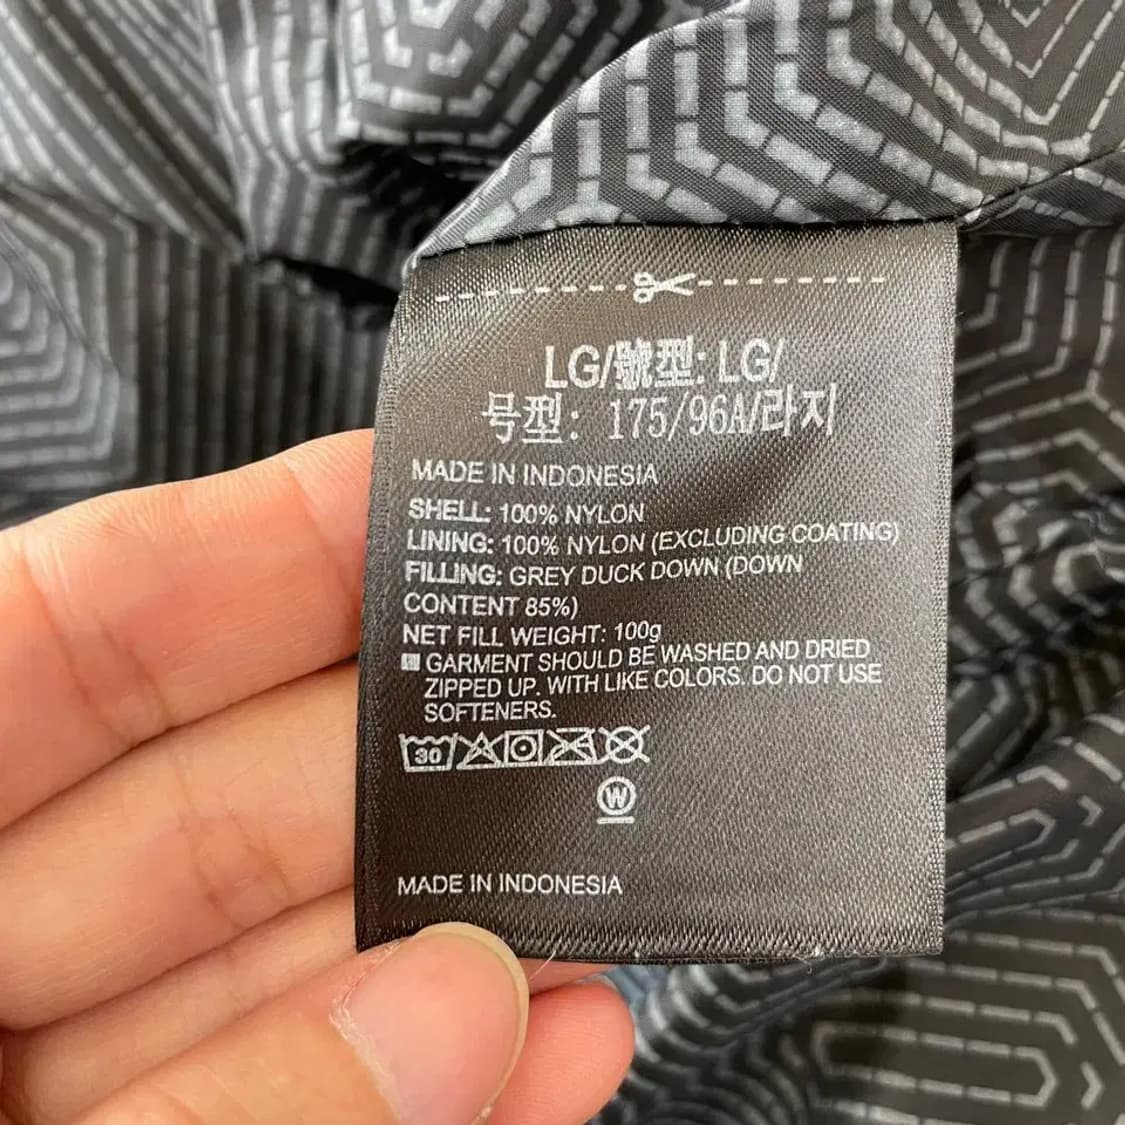 LG/號型: LG/
号型: 175/96A/라지
MADE IN INDONESIA
SHELL: 100% NYLON
LINING: 100% NYLON (EXCLUDING COATING)
FILLING: GREY DUCK DOWN (DOWN
CONTENT 85%)
NET FILL WEIGHT: 100g
GARMENT SHOULD BE WASHED AND DRIED
ZIPPED UP. WITH LIKE COLORS. DO NOT USE
SOFTENERS.
30
W
MADE IN INDONESIA